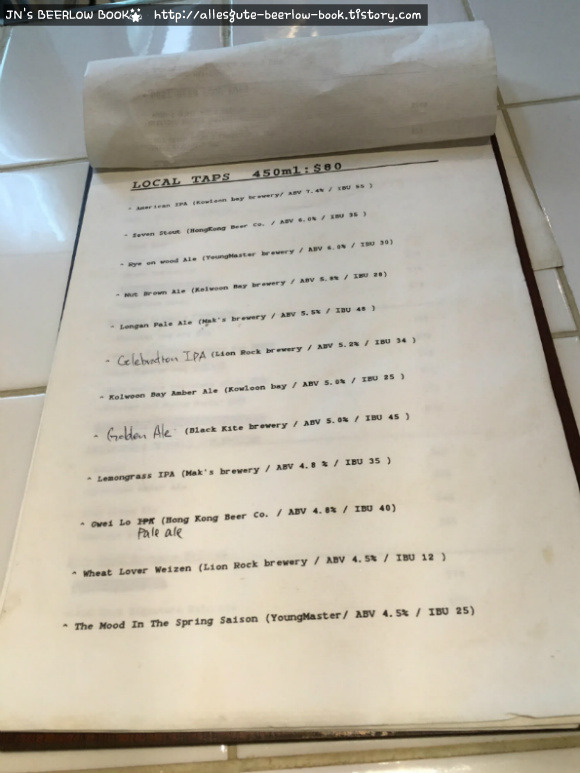 JN's BEERLOW BOOK http://allesgute-beerlow-book.tistory.com
LOCAL TAPS 450ml:$80
- American IPA (Kowloon bay brewery/ ABV 7.4% / IBU )
- Seven Stout (HongKong Beer Co. / ABV 6.0% / IBU 36 )
- Rye on wood Ale (YoungMaster brewery / ABV 6.0% / IBU 30)
- Nut Brown Ale (Kolwoon Bay brewery / ABV 5.8% / IBU 28)
- Longan Pale Ale (Mak's brewery / ABV 5.5% / IBU 48 )
- Celebration IPA (Lion Rock brewery / ABV 5.2% / IBU 34 )
- Kolwoon Bay Amber Ale (Kowloon bay / ABV 5.0% / IBU 25 )
- Golden Ale (Black Kite brewery / ABV 5.0% / IBU 45 )
^ Lemongrass IPA (Mak's brewery / ABV 4.8 % / IBU 35 )
^ Gwei Lo IPA (Hong Kong Beer Co. / ABV 4.8% / IBU 40)
Pale ale
^ Wheat Lover Weizen (Lion Rock brewery / ABV 4.5% / IBU 12 )
^ The Mood In The Spring Saison (YoungMaster/ ABV 4.5% / IBU 25)